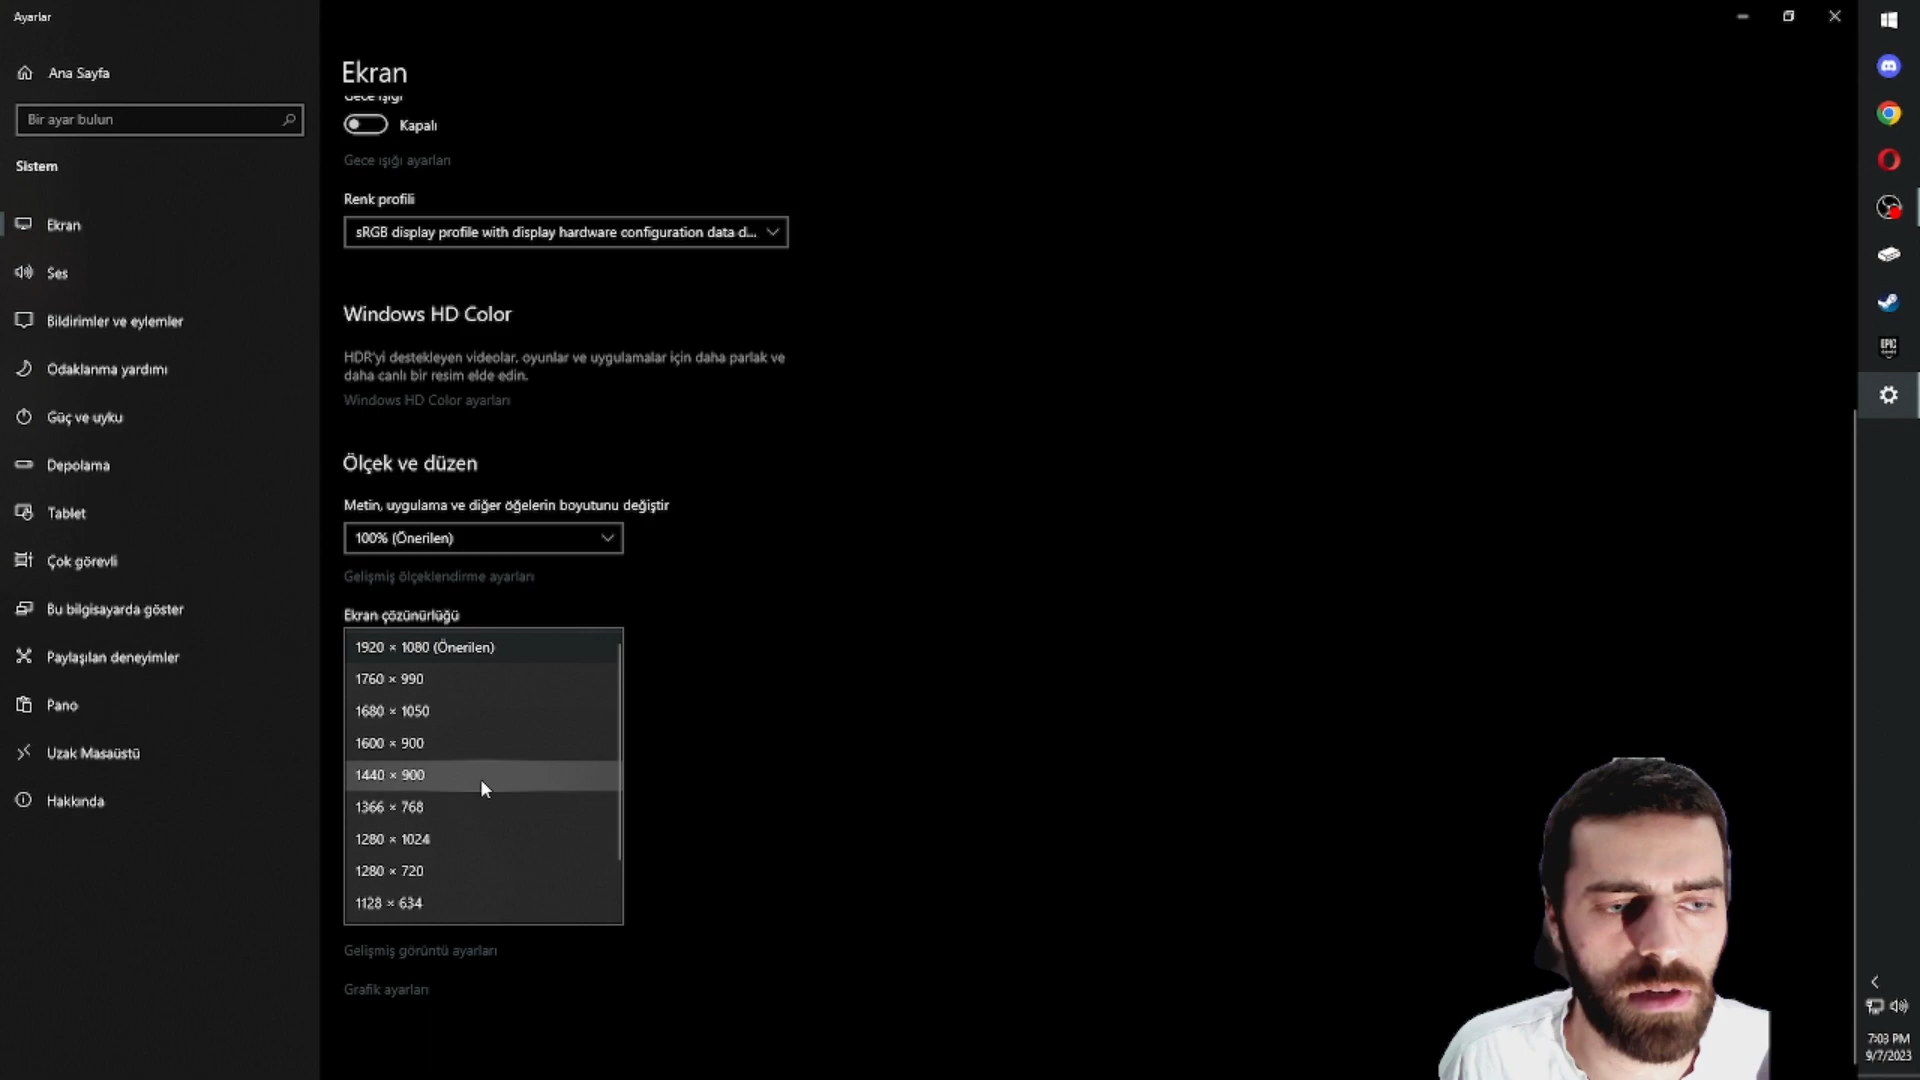 Ayarlar
Ana Sayfa
Bir ayar bulun
Sistem
Ekran
Ses
Bildirimler ve eylemler
Odaklanma yardımı
Güç ve uyku
Depolama
Tablet
Çok görevli
Bu bilgisayarda göster
Paylaşılan deneyimler
Pano
Uzak Masaüstü
Hakkında
Ekran
Gece ışığı
Kapalı
Gece ışığı ayarları
Renk profili
sRGB display profile with display hardware configuration data d...
Windows HD Color
HDR'yi destekleyen videolar, oyunlar ve uygulamalar için daha parlak ve
daha canlı bir resim elde edin.
Windows HD Color ayarları
Ölçek ve düzen
Metin, uygulama ve diğer öğelerin boyutunu değiştir
100% (Önerilen)
Gelişmiş ölçeklendirme ayarları
Ekran çözünürlüğü
1920 × 1080 (Önerilen)
1760 × 990
1680 × 1050
1600 × 900
1440 × 900
1366 × 768
1280 × 1024
1280 × 720
1128 × 634
Gelişmiş görüntü ayarları
Grafik ayarları
EPIC
GAMES
7:03 PM
9/7/2023